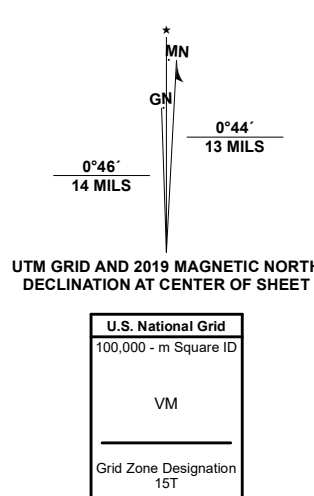 ★
MN
GN
0°44´
13 MILS
0°46´
14 MILS
UTM GRID AND 2019 MAGNETIC NORTH
DECLINATION AT CENTER OF SHEET
U.S. National Grid
100,000 - m Square ID
VM
Grid Zone Designation
15T